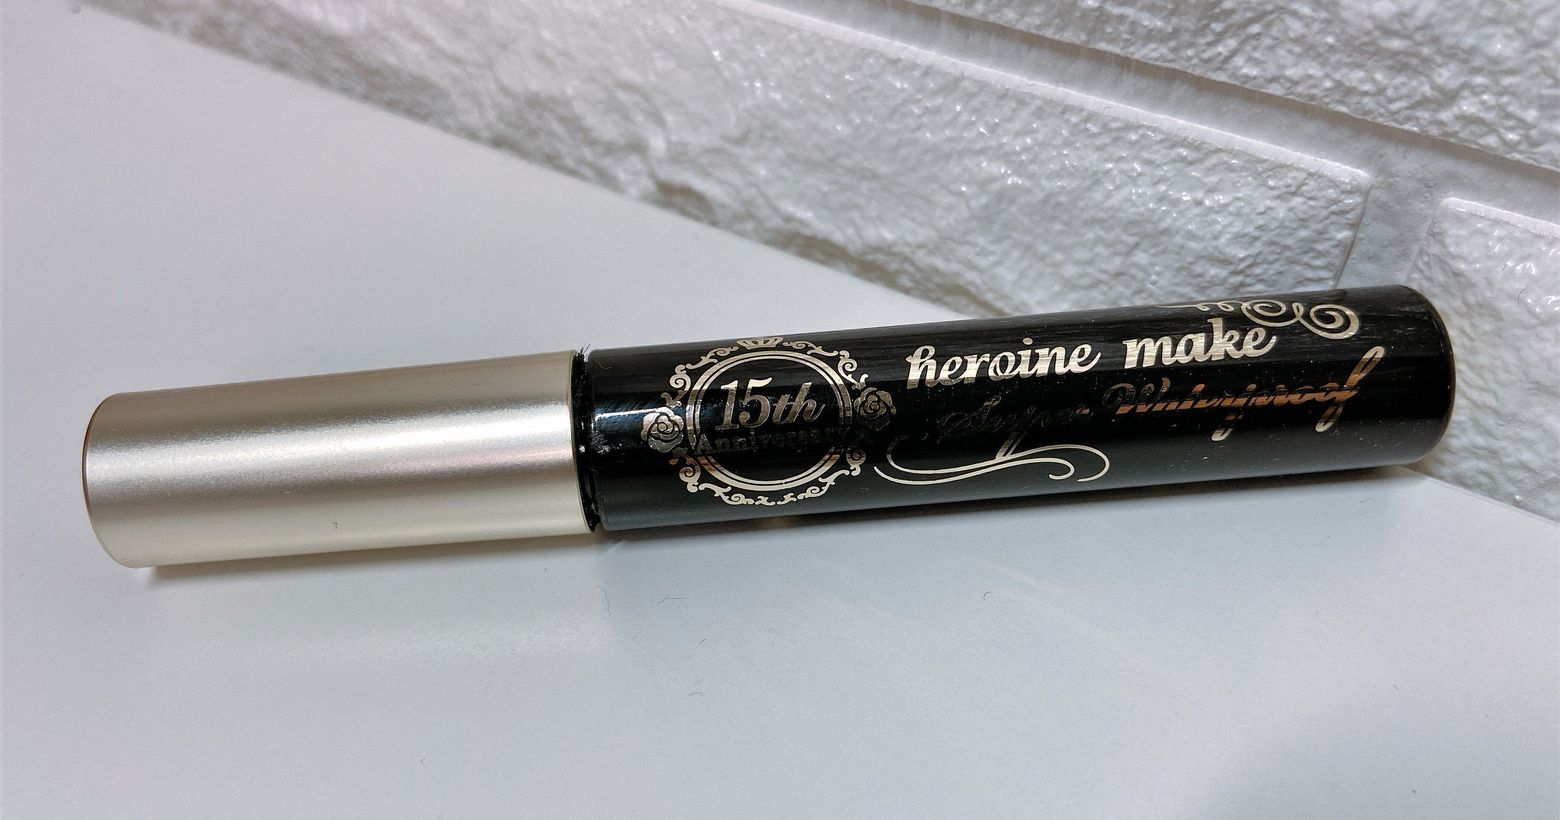 15th
Anniversary
heroine make
Super Waterproof